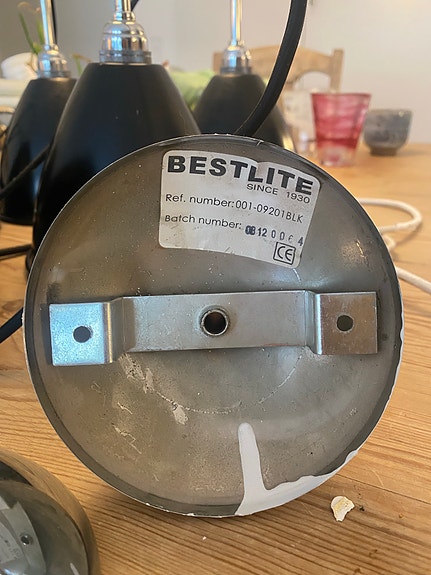 BESTLITE
SINCE 1930
Ref. number: 001-09201BLK
Batch number:
CE